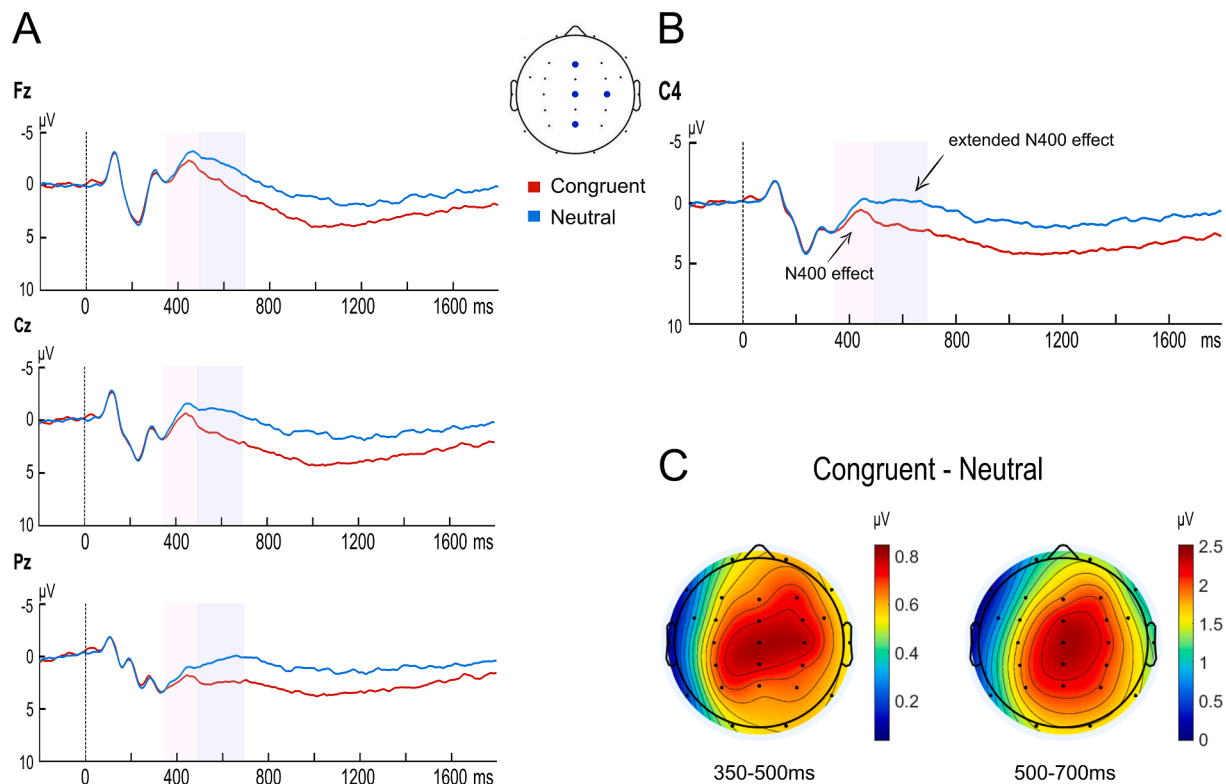 A
Fz
µV
-5
0
5
10
0 400 800 1200 1600 ms
Congruent
Neutral
Cz
µV
-5
0
5
10
0 400 800 1200 1600 ms
Pz
µV
-5
0
5
10
0 400 800 1200 1600 ms
B
C4
µV
-5
0
5
10
extended N400 effect
N400 effect
0 400 800 1200 1600 ms
C
Congruent - Neutral
µV
0.8
0.6
0.4
0.2
350-500ms
µV
2.5
2
1.5
1
0.5
0
500-700ms